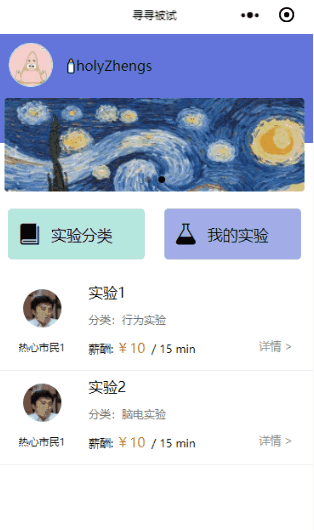 寻寻被试
holyZhengs
实验分类
我的实验
实验1
分类：行为实验
热心市民1
薪酬: ￥10 / 15 min
详情 >
实验2
分类：脑电实验
热心市民1
薪酬: ￥10 / 15 min
详情 >